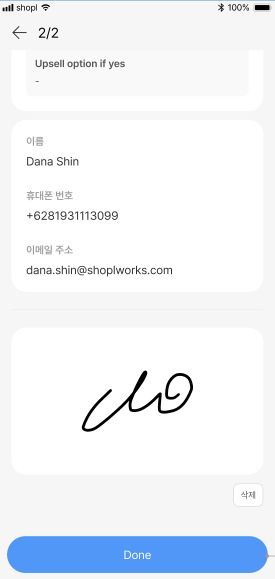 shopl
100%
2/2
Upsell option if yes
-
이름
Dana Shin
휴대폰 번호
+6281931113099
이메일 주소
dana.shin@shoplworks.com
삭제
Done